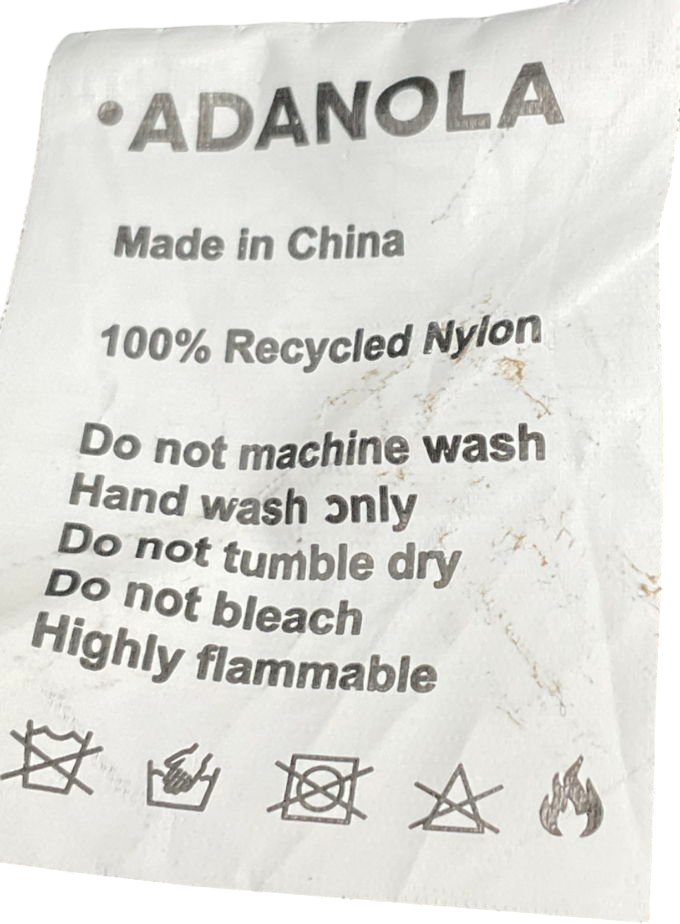 •ADANOLA
Made in China
100% Recycled Nylon
Do not machine wash
Hand wash only
Do not tumble dry
Do not bleach
Highly flammable